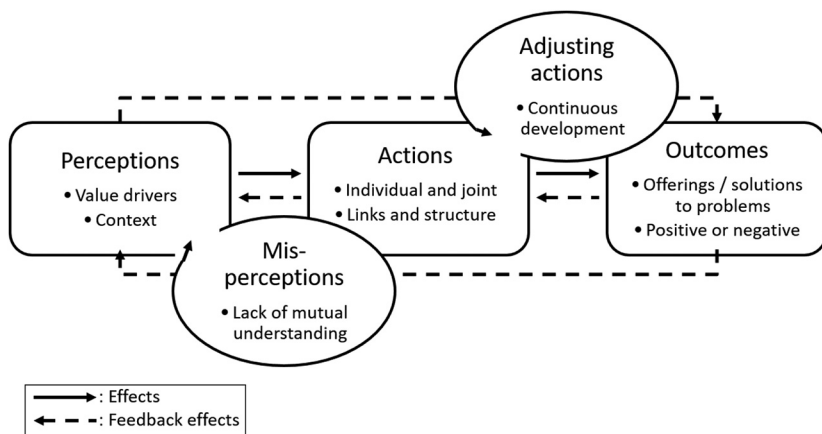 Adjusting
actions
• Continuous
development
Perceptions
• Value drivers
• Context
Actions
• Individual and joint
• Links and structure
Outcomes
• Offerings / solutions
to problems
• Positive or negative
Mis-
perceptions
• Lack of mutual
understanding
: Effects
: Feedback effects